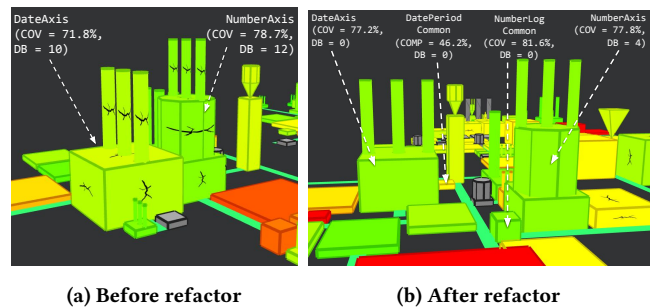 DateAxis
(COV = 71.8%,
DB = 10)
NumberAxis
(COV = 78.7%,
DB = 12)
DateAxis
(COV = 77.2%,
DB = 0)
DatePeriod
Common
(COMP = 46.2%,
DB = 0)
NumberLog
Common
(COV = 81.6%,
DB = 0)
NumberAxis
(COV = 77.8%,
DB = 4)
(a) Before refactor
(b) After refactor